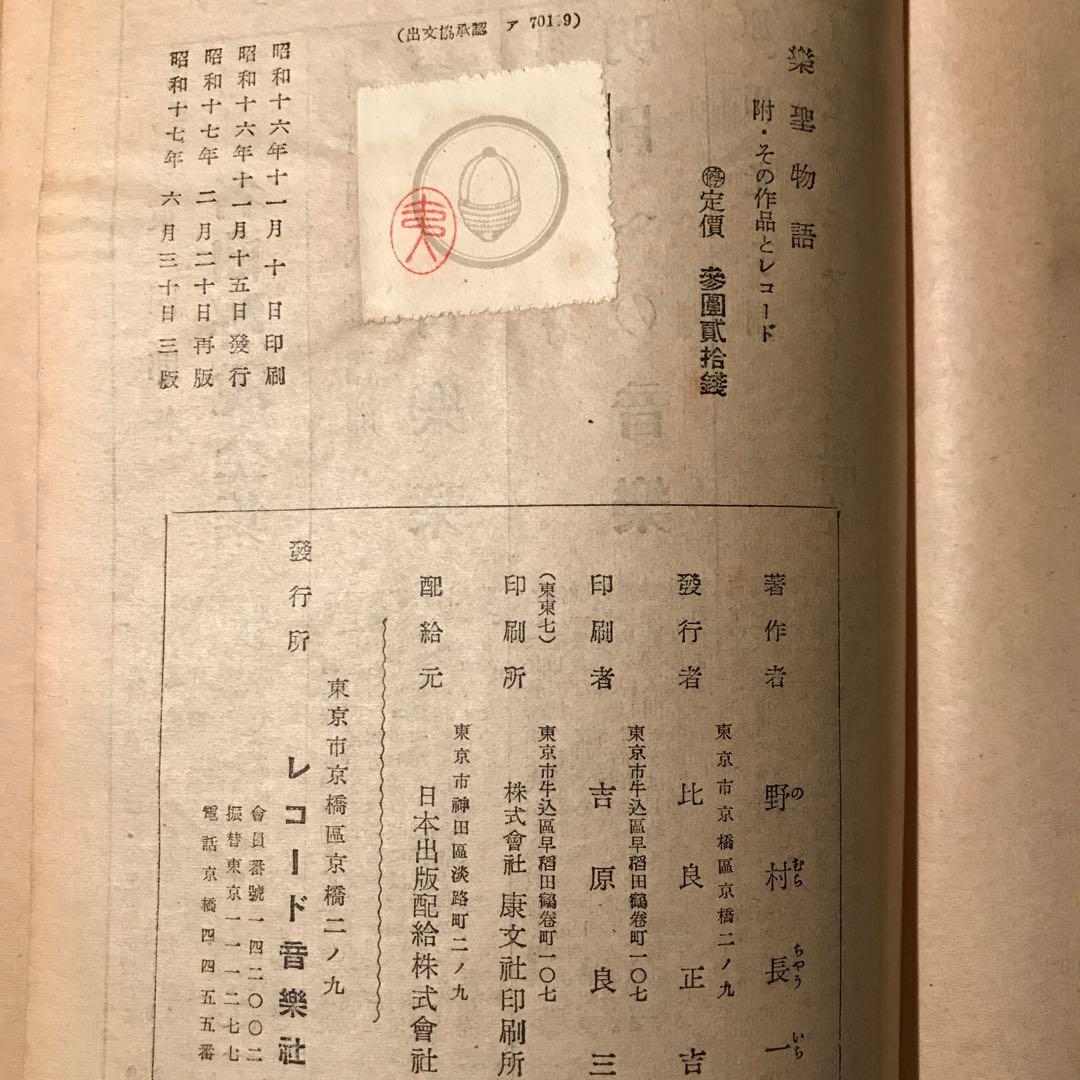 (出文協承認 ア 701.9)
樂聖物語
附・その作品とレコード
㊝定價 參圓貳拾錢
昭和十六年十一月十日印刷
昭和十六年十一月十五日發行
昭和十七年二月二十日再版
昭和十七年六月三十日三版
著作者 野村長一
のむらちやういち
東京市京橋區京橋二ノ九
發行者 比良正吉
東京市牛込區早稻田鶴卷町一〇七
印刷者 吉原良三
東京市牛込區早稻田鶴卷町一〇七
(東東七)
印刷所 株式會社 康文社印刷所
東京市神田區淡路町二ノ九
配給元 日本出版配給株式會社
東京市京橋區京橋二ノ九
發行所 レコード音樂社
會員番號一四二〇〇二
振替東京一一一二七七
電話京橋四四五五番